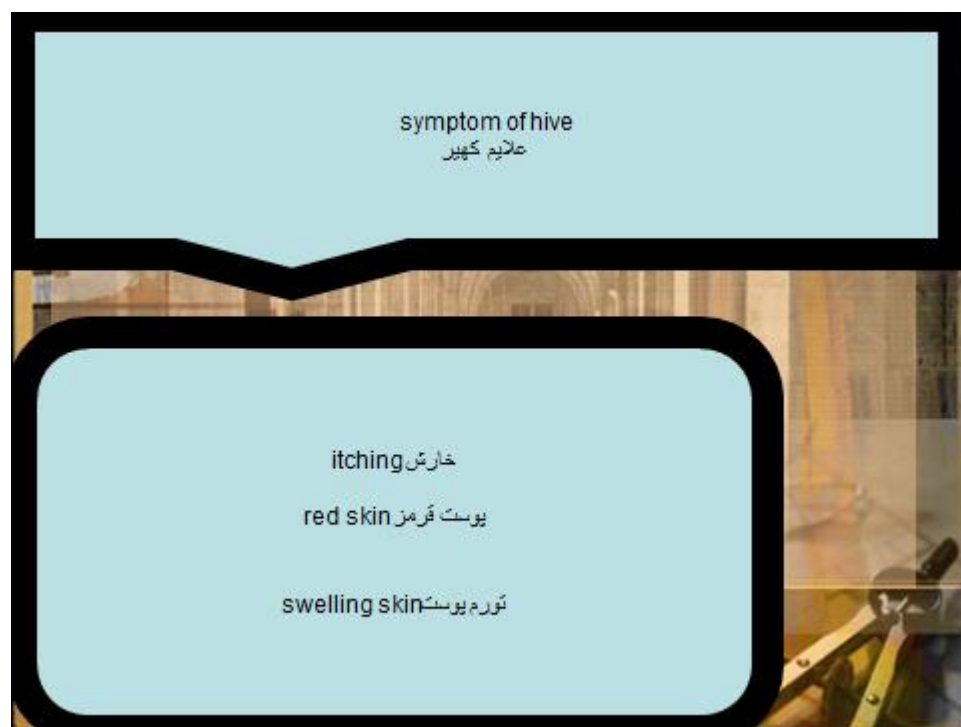 symptom of hive
علایم کهیر
itching خارش
red skin پوست قرمز
swelling skin تورم پوست